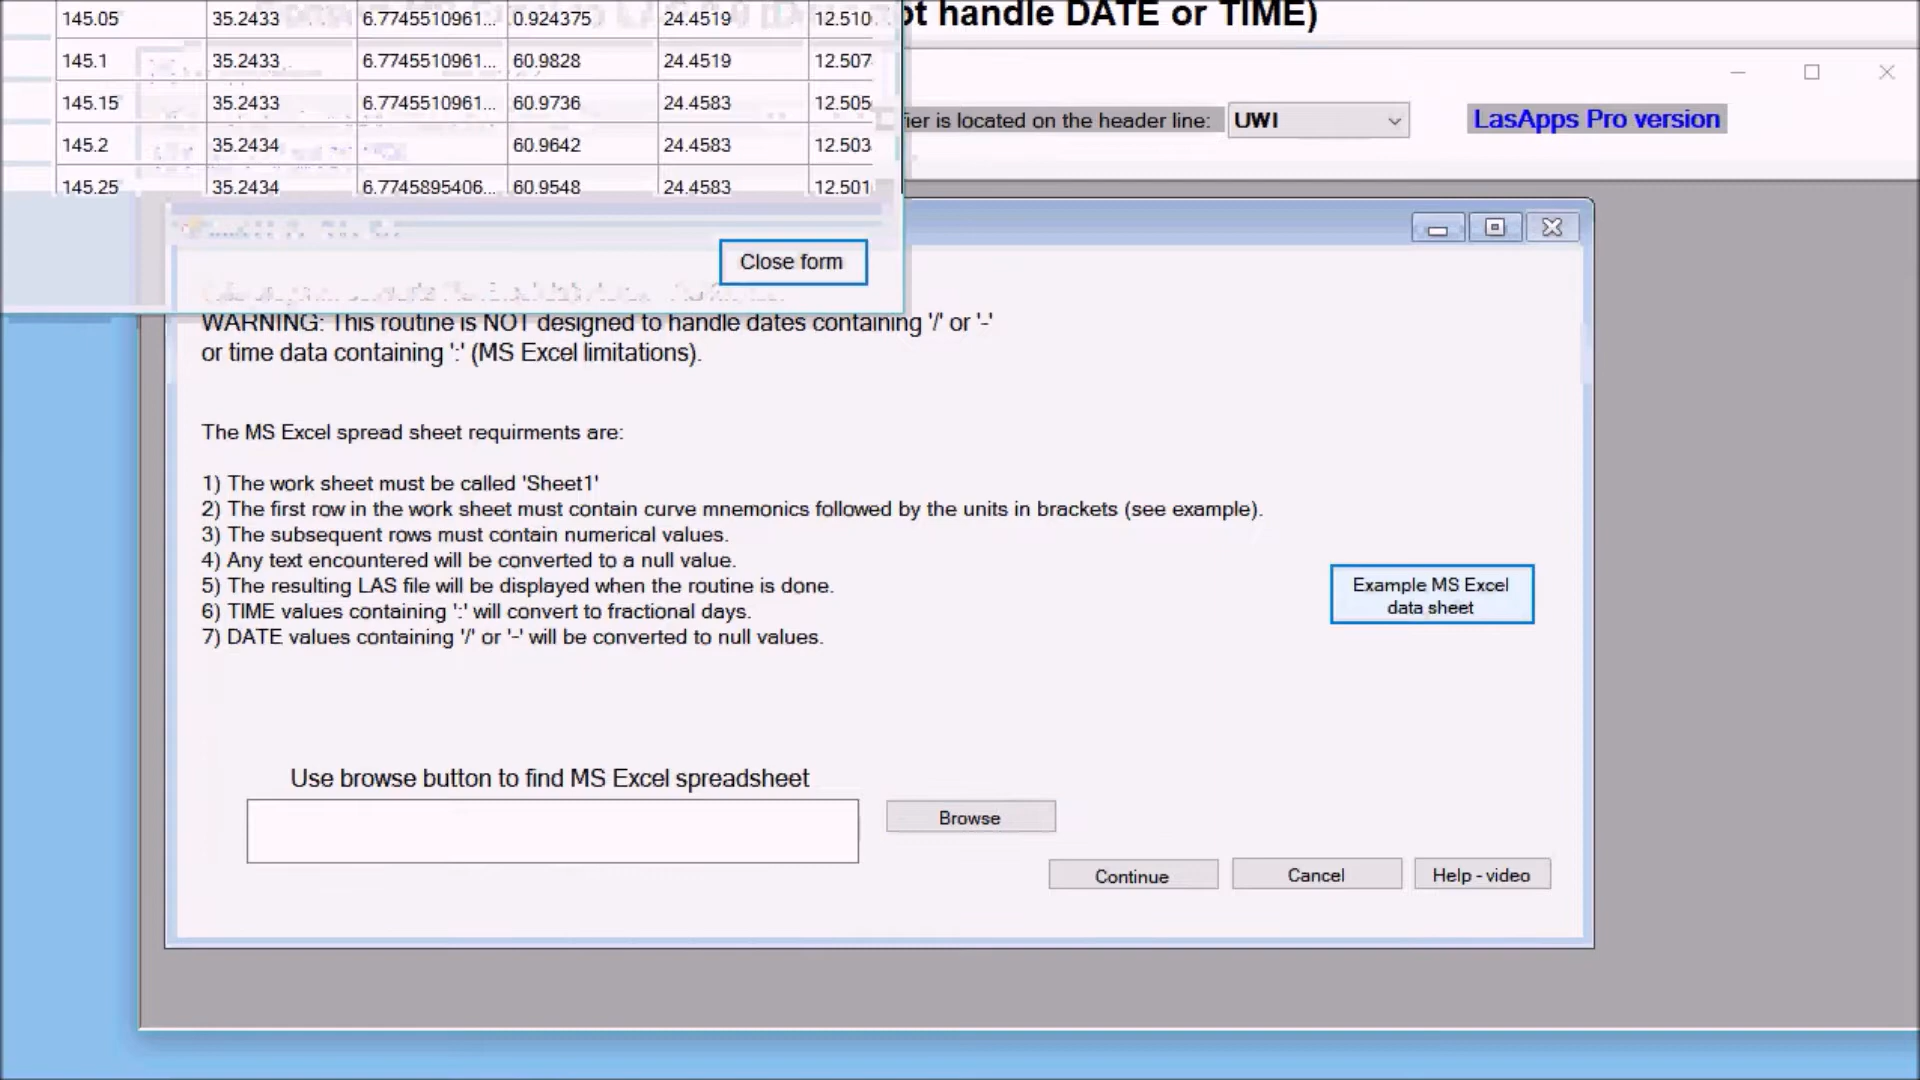 ot handle DATE or TIME)
145.05 35.2433 6.7745510961... 0.924375 24.4519 12.510
145.1 35.2433 6.7745510961... 60.9828 24.4519 12.507
145.15 35.2433 6.7745510961... 60.9736 24.4583 12.505
145.2 35.2434 60.9642 24.4583 12.503
145.25 35.2434 6.7745895406... 60.9548 24.4583 12.501
ier is located on the header line: UWI
LasApps Pro version
Close form
WARNING: This routine is NOT designed to handle dates containing '/' or '-'
or time data containing ':' (MS Excel limitations).
The MS Excel spread sheet requirments are:
1) The work sheet must be called 'Sheet1'
2) The first row in the work sheet must contain curve mnemonics followed by the units in brackets (see example).
3) The subsequent rows must contain numerical values.
4) Any text encountered will be converted to a null value.
5) The resulting LAS file will be displayed when the routine is done.
6) TIME values containing ':' will convert to fractional days.
7) DATE values containing '/' or '-' will be converted to null values.
Example MS Excel
data sheet
Use browse button to find MS Excel spreadsheet
Browse
Continue
Cancel
Help - video